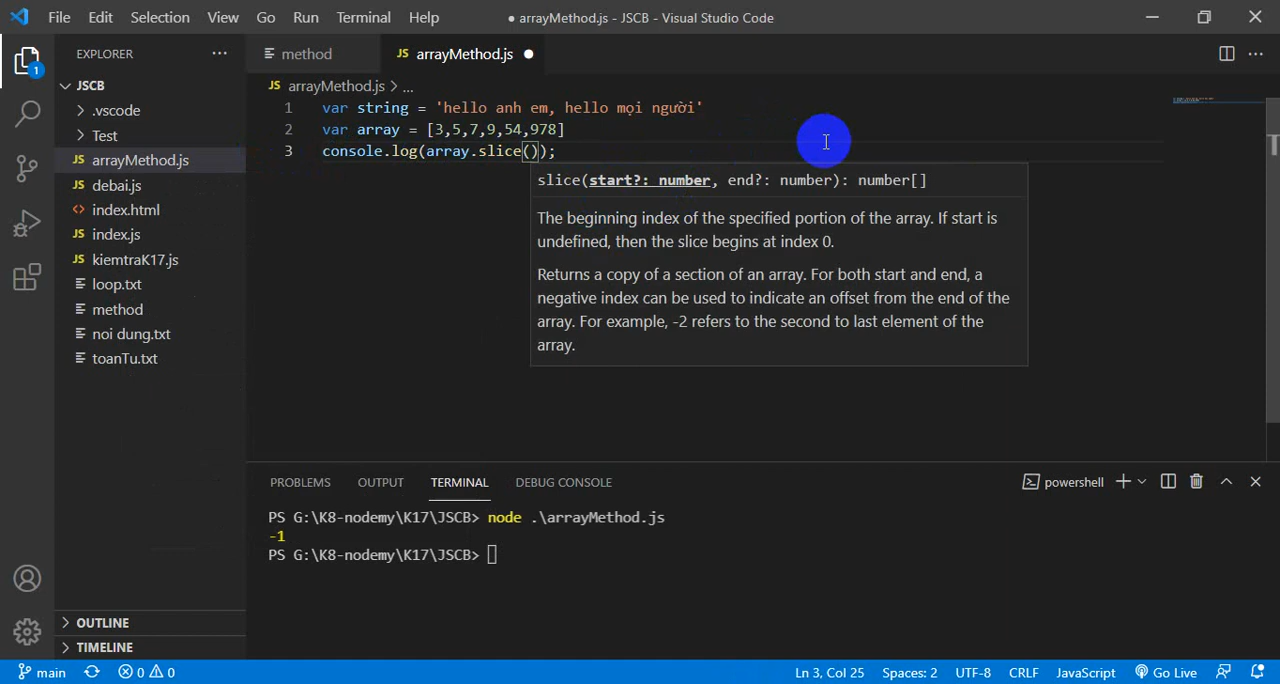 File Edit Selection View Go Run Terminal Help ● arrayMethod.js - JSCB - Visual Studio Code
EXPLORER ···
method
JS arrayMethod.js ●
JSCB
JS arrayMethod.js > ...
> .vscode
> Test
JS arrayMethod.js
JS debai.js
<> index.html
JS index.js
JS kiemtraK17.js
loop.txt
method
noi dung.txt
toanTu.txt
1 var string = 'hello anh em, hello mọi người'
2 var array = [3,5,7,9,54,978]
3 console.log(array.slice());
slice(start?: number, end?: number): number[]
The beginning index of the specified portion of the array. If start is
undefined, then the slice begins at index 0.
Returns a copy of a section of an array. For both start and end, a
negative index can be used to indicate an offset from the end of the
array. For example, -2 refers to the second to last element of the
array.
PROBLEMS OUTPUT TERMINAL DEBUG CONSOLE powershell
PS G:\K8-nodemy\K17\JSCB> node .\arrayMethod.js
-1
PS G:\K8-nodemy\K17\JSCB>
1
> OUTLINE
> TIMELINE
main 0 0 Ln 3, Col 25 Spaces: 2 UTF-8 CRLF JavaScript Go Live